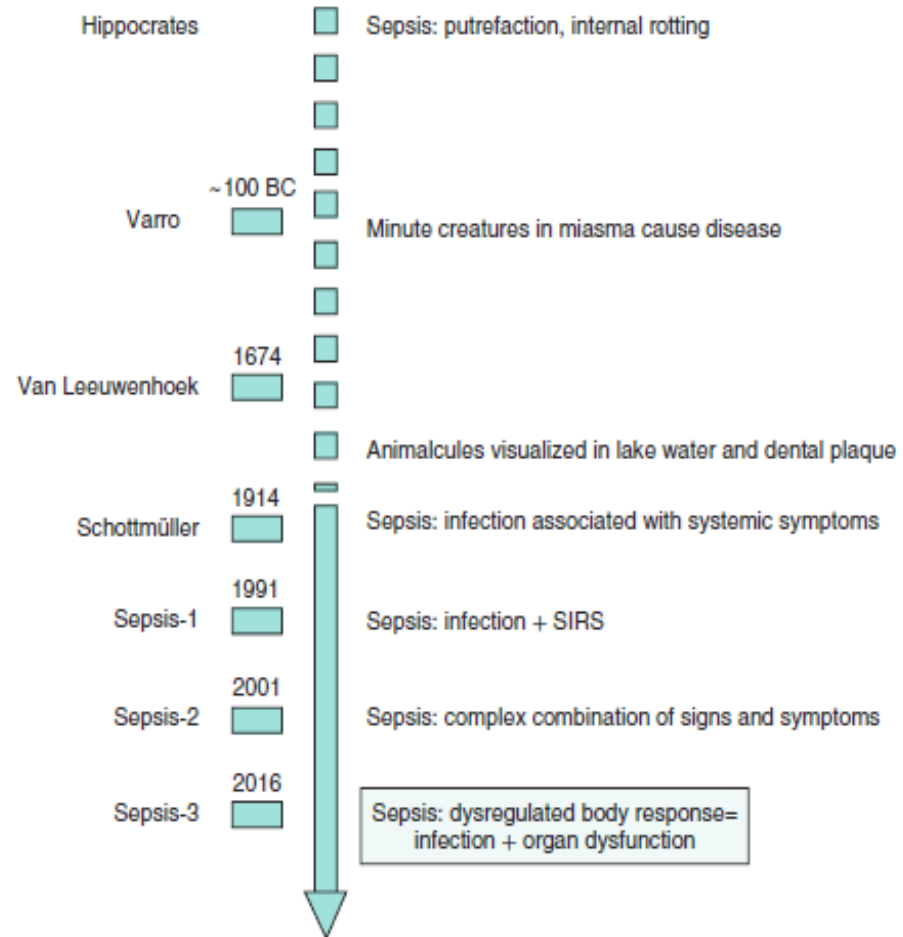 Hippocrates
Sepsis: putrefaction, internal rotting
~100 BC
Varro
Minute creatures in miasma cause disease
1674
Van Leeuwenhoek
Animalcules visualized in lake water and dental plaque
1914
Schottmüller
Sepsis: infection associated with systemic symptoms
1991
Sepsis-1
Sepsis: infection + SIRS
2001
Sepsis-2
Sepsis: complex combination of signs and symptoms
2016
Sepsis-3
Sepsis: dysregulated body response=
infection + organ dysfunction